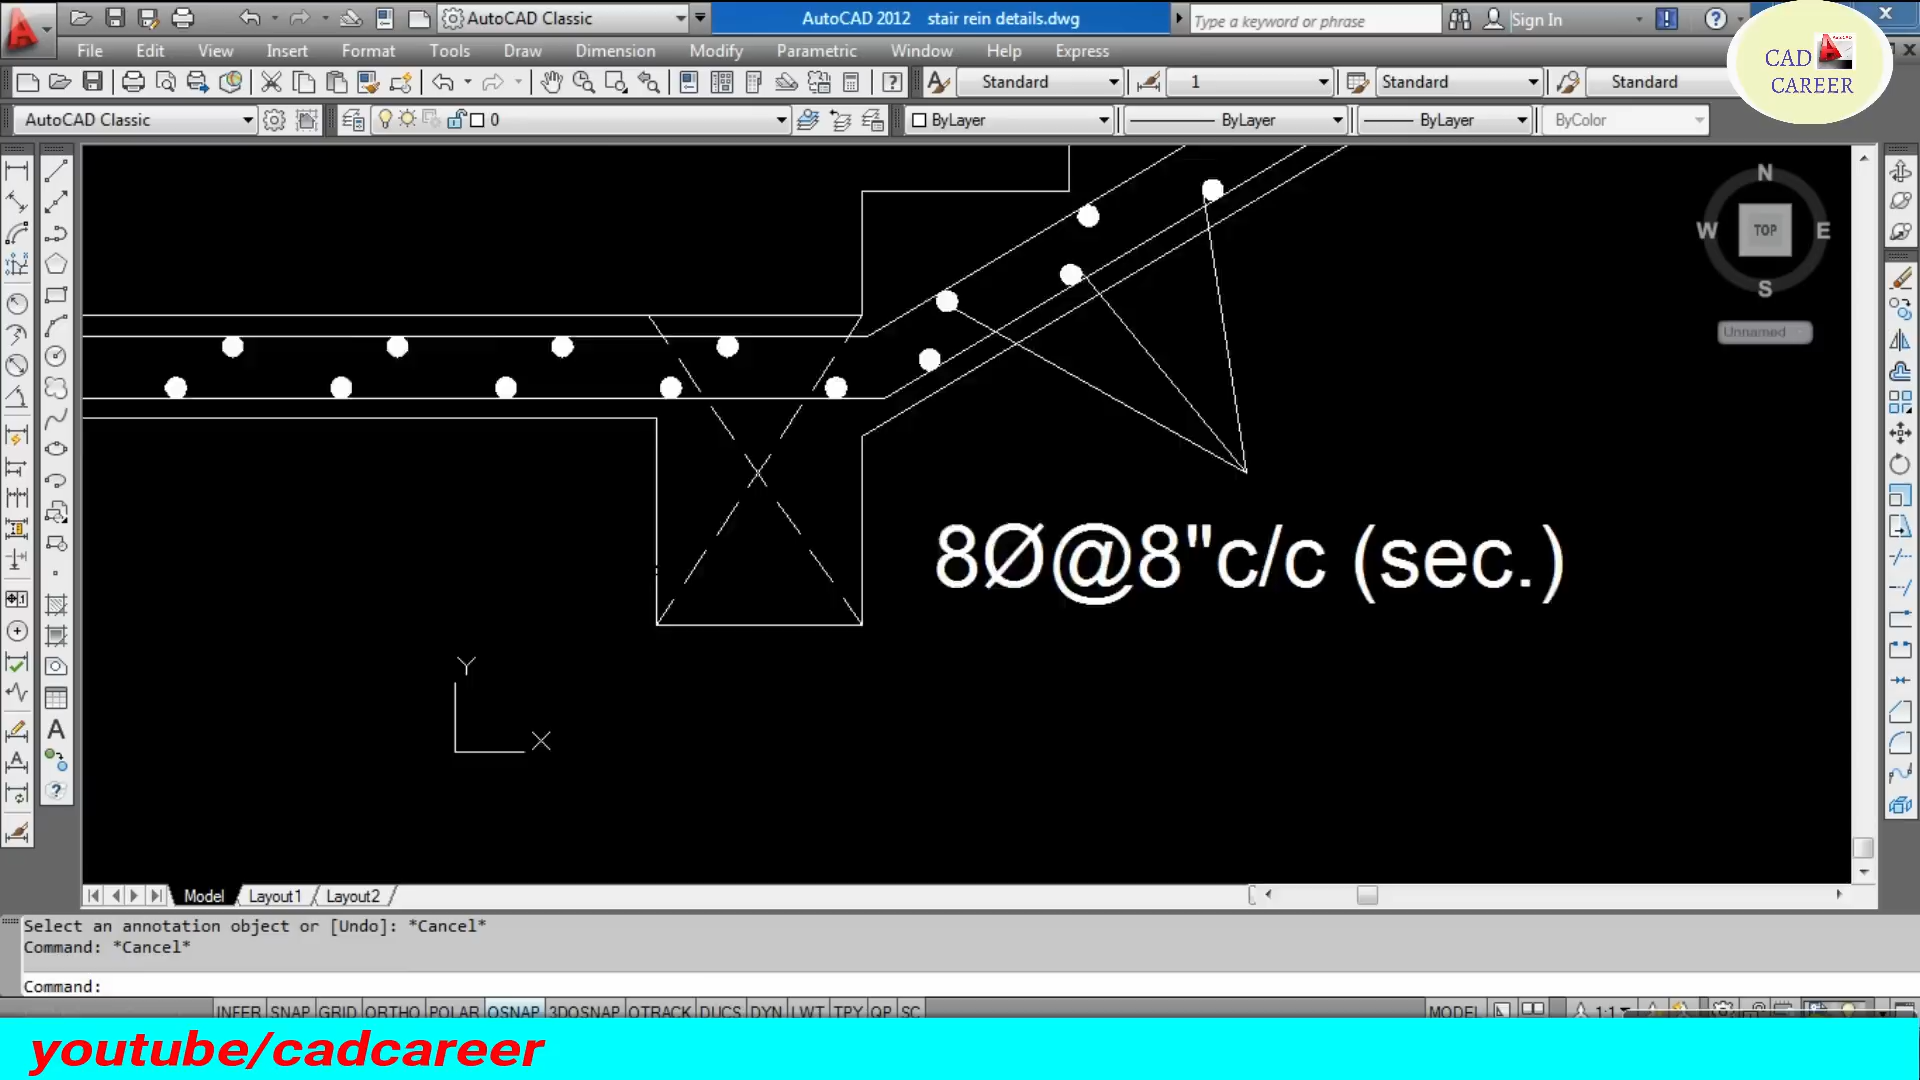 AutoCAD Classic
AutoCAD 2012 stair rein details.dwg
Type a keyword or phrase
Sign In
File Edit View Insert Format Tools Draw Dimension Modify Parametric Window Help Express
CAD
CAREER
Standard
1
Standard
Standard
AutoCAD Classic
0
ByLayer
ByLayer
ByLayer
ByColor
N
W TOP E
S
Unnamed
8Ø@8"c/c (sec.)
Y
X
Model Layout1 Layout2
Select an annotation object or [Undo]: *Cancel*
Command: *Cancel*
Command:
INFER SNAP GRID ORTHO POLAR OSNAP 3DOSNAP OTRACK DUCS DYN LWT TPY QP SC
MODEL
1:1
youtube/cadcareer